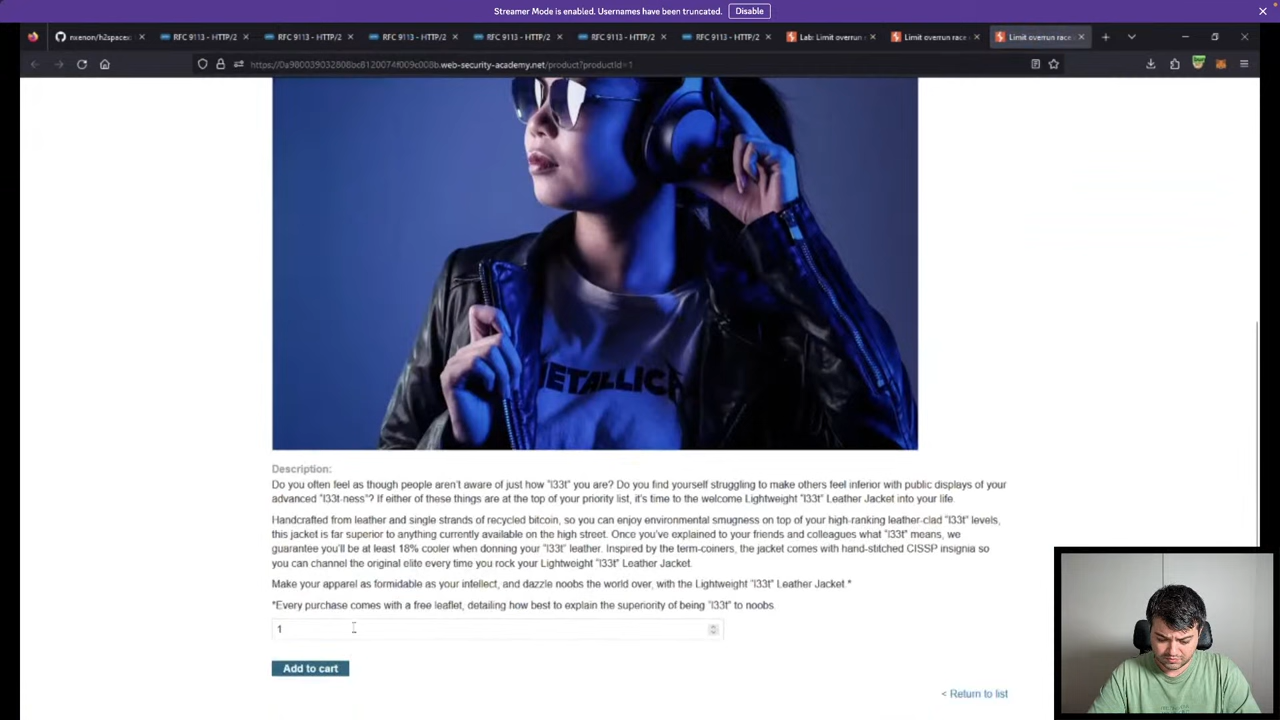 Streamer Mode is enabled. Usernames have been truncated. Disable
nxenon/h2spacex RFC 9113 - HTTP/2 RFC 9113 - HTTP/2 RFC 9113 - HTTP/2 RFC 9113 - HTTP/2 RFC 9113 - HTTP/2 RFC 9113 - HTTP/2 Lab: Limit overrun Limit overrun race Limit overrun race
https://0a980039032808bc8120074f009c008b.web-security-academy.net/product?productId=1
METALLICA
Description:
Do you often feel as though people aren't aware of just how "l33t" you are? Do you find yourself struggling to make others feel inferior with public displays of your
advanced "l33t-ness"? If either of these things are at the top of your priority list, it's time to the welcome Lightweight "l33t" Leather Jacket into your life.
Handcrafted from leather and single strands of recycled bitcoin, so you can enjoy environmental smugness on top of your high-ranking leather-clad "l33t" levels,
this jacket is far superior to anything currently available on the high street. Once you've explained to your friends and colleagues what "l33t" means, we
guarantee you'll be at least 18% cooler when donning your "l33t" leather. Inspired by the term-coiners, the jacket comes with hand-stitched CISSP insignia so
you can channel the original elite every time you rock your Lightweight "l33t" Leather Jacket.
Make your apparel as formidable as your intellect, and dazzle noobs the world over, with the Lightweight "l33t" Leather Jacket.*
*Every purchase comes with a free leaflet, detailing how best to explain the superiority of being "l33t" to noobs.
1
Add to cart
< Return to list